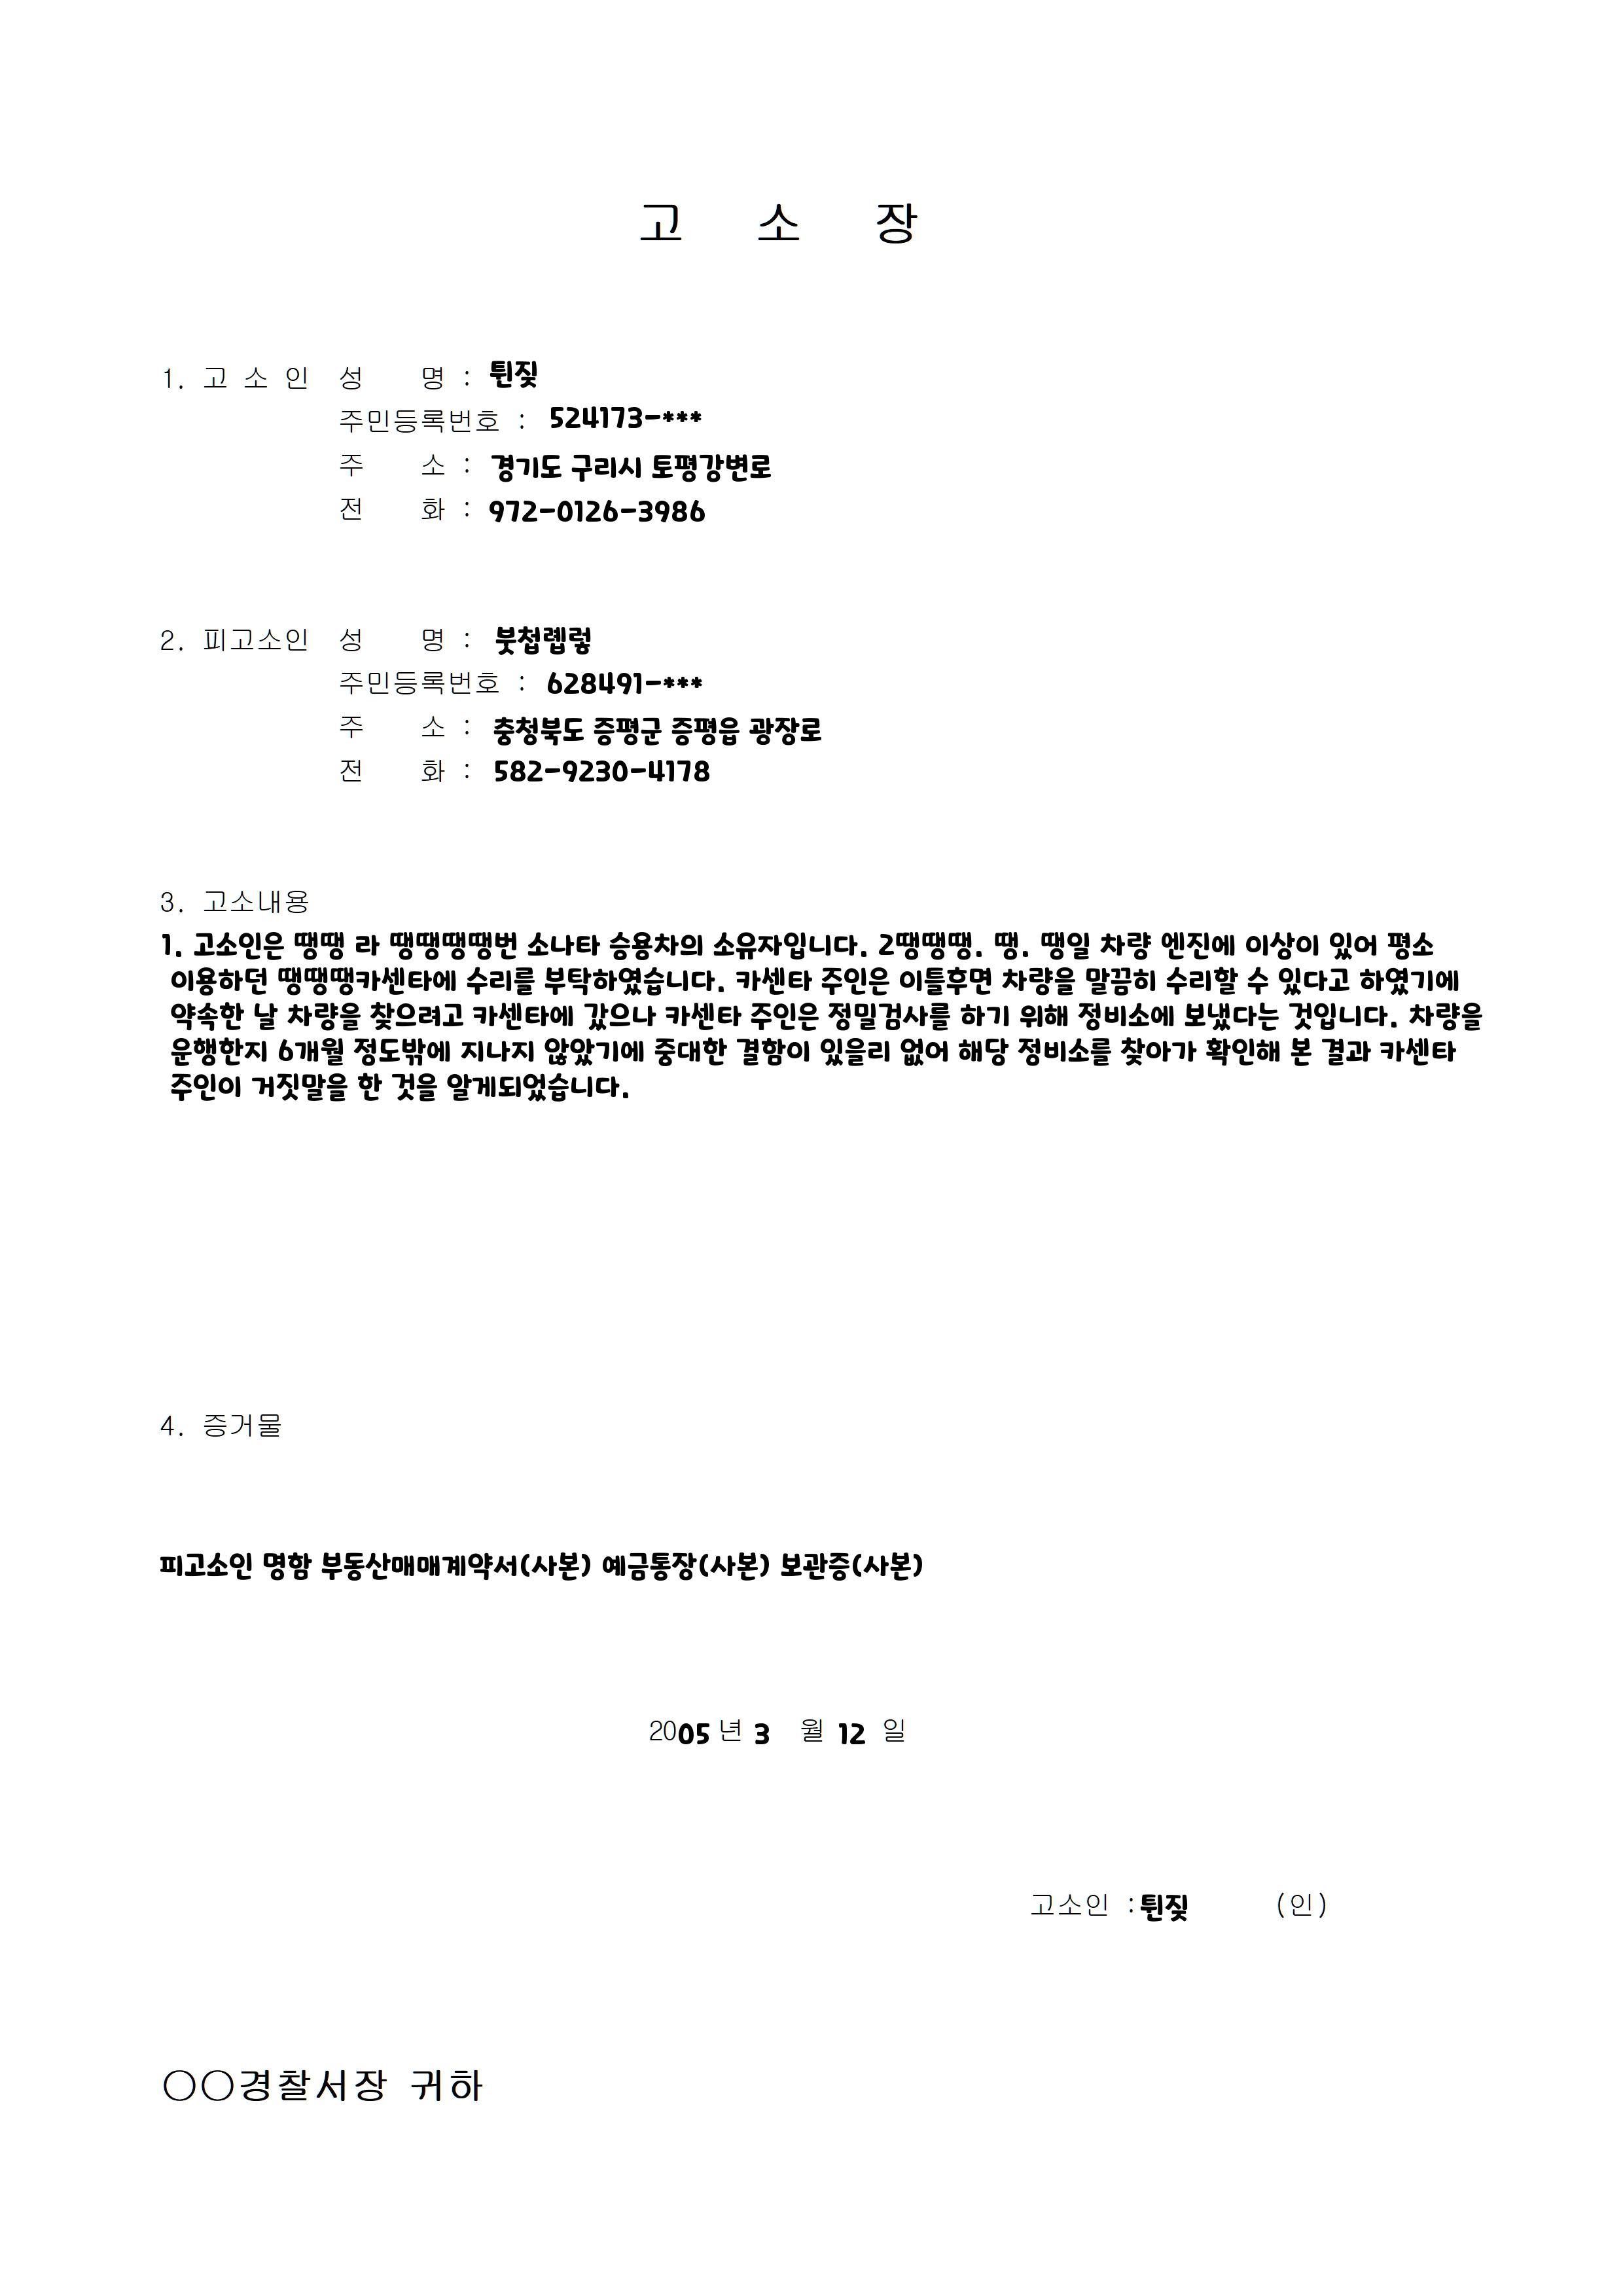 고 소 장
1. 고 소 인 성 명 : 튄짖
주민등록번호 : 524173-***
주 소 : 경기도 구리시 토평강변로
전 화 : 972-0126-3986
2. 피고소인 성 명 : 붓첩롑렇
주민등록번호 : 628491-***
주 소 : 충청북도 증평군 증평읍 광장로
전 화 : 582-9230-4178
3. 고소내용
1. 고소인은 땡땡 라 땡땡땡땡번 소나타 승용차의 소유자입니다. 2땡땡땡. 땡. 땡일 차량 엔진에 이상이 있어 평소
이용하던 땡땡땡카센타에 수리를 부탁하였습니다. 카센타 주인은 이틀후면 차량을 말끔히 수리할 수 있다고 하였기에
약속한 날 차량을 찾으려고 카센타에 갔으나 카센타 주인은 정밀검사를 하기 위해 정비소에 보냈다는 것입니다. 차량을
운행한지 6개월 정도밖에 지나지 않았기에 중대한 결함이 있을리 없어 해당 정비소를 찾아가 확인해 본 결과 카센타
주인이 거짓말을 한 것을 알게되었습니다.
4. 증거물
피고소인 명함 부동산매매계약서(사본) 예금통장(사본) 보관증(사본)
2005 년 3 월 12 일
고소인 : 튄짖 (인)
○○경찰서장 귀하